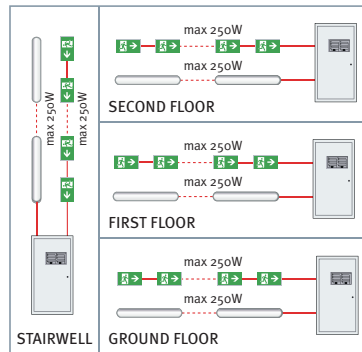 max 250W
max 250W
STAIRWELL
max 250W
max 250W
SECOND FLOOR
max 250W
max 250W
FIRST FLOOR
max 250W
max 250W
GROUND FLOOR